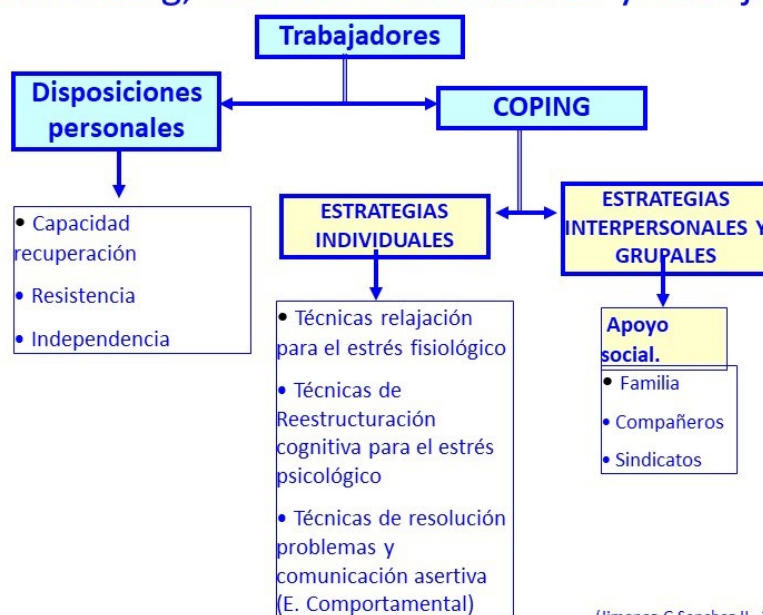 Trabajadores
Disposiciones
personales
COPING
• Capacidad
recuperación
• Resistencia
• Independencia
ESTRATEGIAS
INDIVIDUALES
ESTRATEGIAS
INTERPERSONALES Y
GRUPALES
• Técnicas relajación
para el estrés fisiológico
• Técnicas de
Reestructuración
cognitiva para el estrés
psicológico
• Técnicas de resolución
problemas y
comunicación asertiva
(E. Comportamental)
Apoyo
social.
• Familia
• Compañeros
• Sindicatos